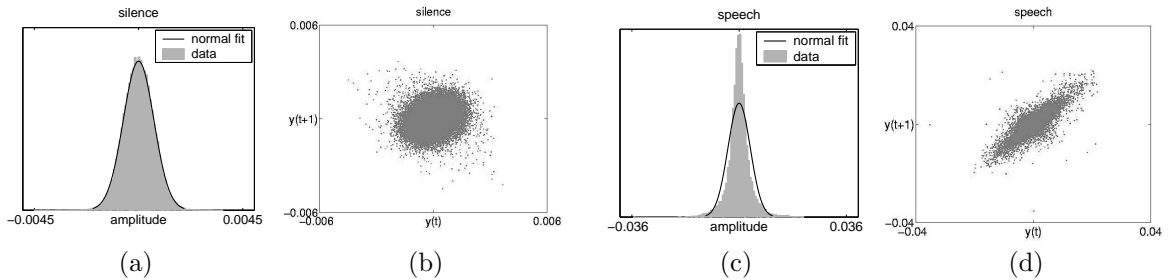 silence
normal fit
data
−0.0045
amplitude
0.0045
(a)
silence
0.006
y(t+1)
−0.006
−0.006
y(t)
0.006
(b)
speech
normal fit
data
−0.036
amplitude
0.036
(c)
speech
0.04
y(t+1)
−0.04
−0.04
y(t)
0.04
(d)